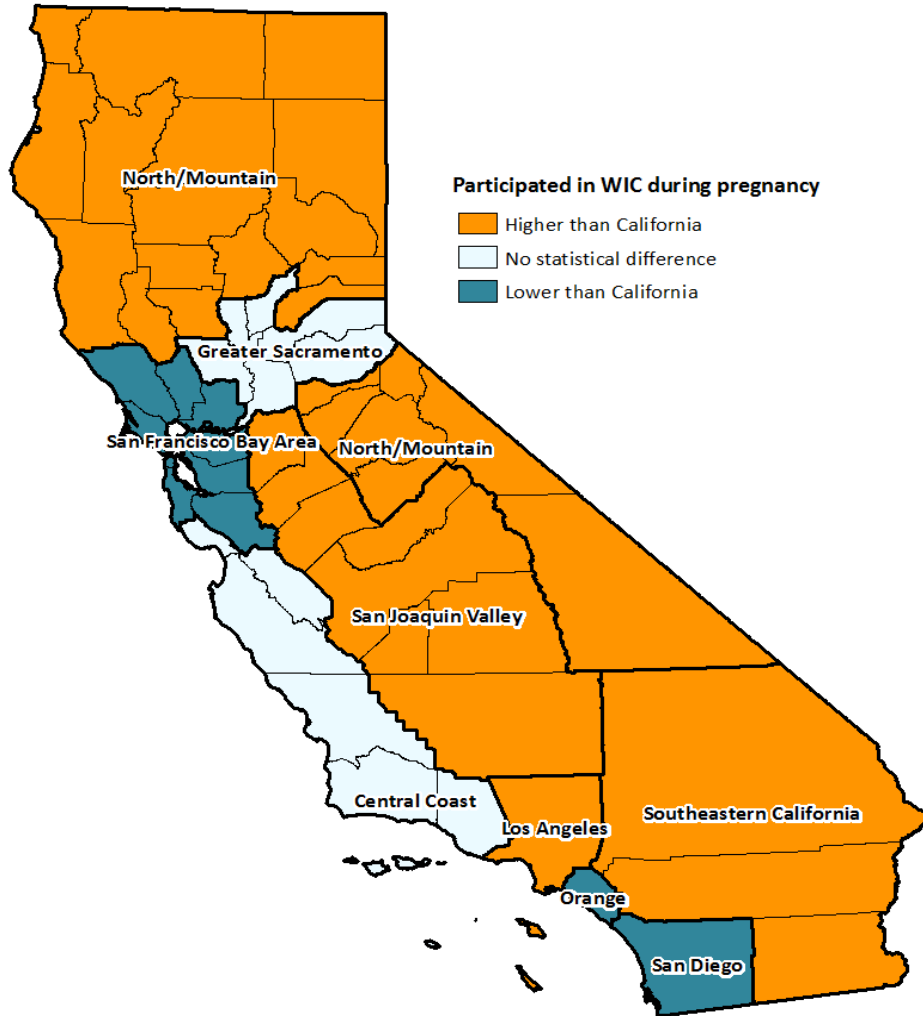 North/Mountain
Participated in WIC during pregnancy
Higher than California
No statistical difference
Lower than California
Greater Sacramento
San Francisco Bay Area
North/Mountain
San Joaquin Valley
Central Coast
Los Angeles
Southeastern California
Orange
San Diego